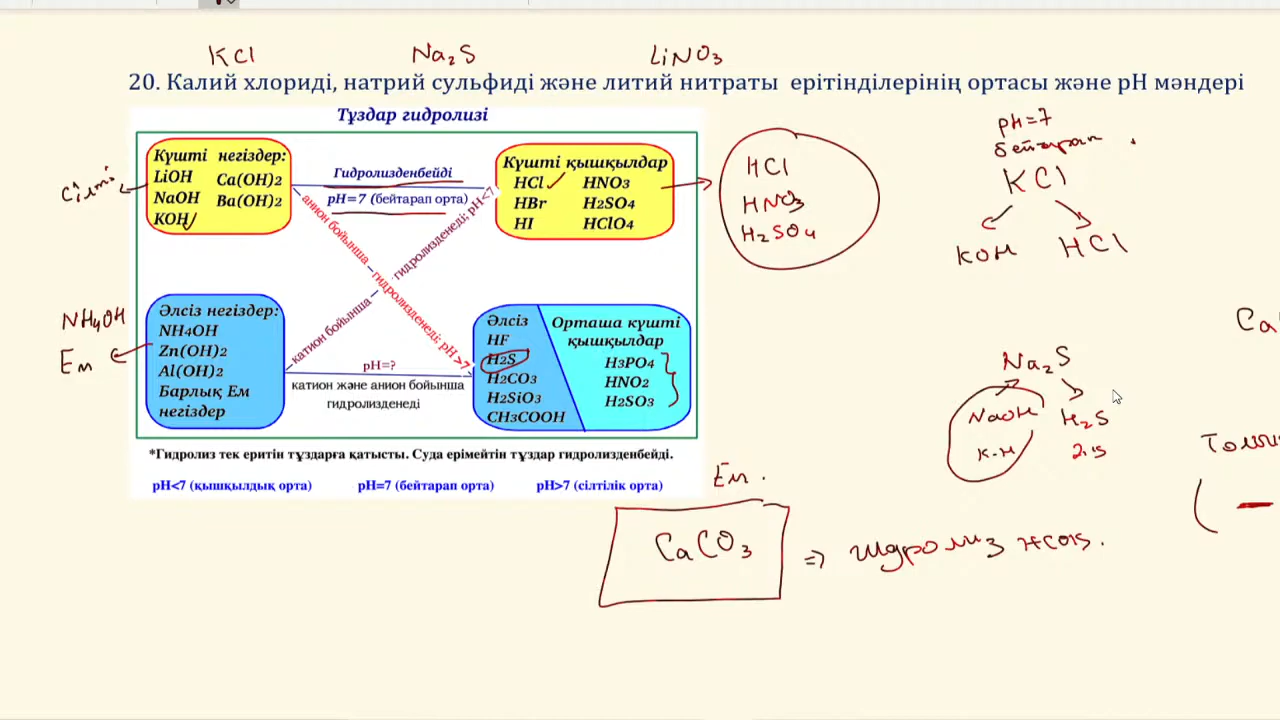 KCl Na₂S LiNO₃
20. Калий хлориді, натрий сульфиді және литий нитраты ерітінділерінің ортасы және pH мәндері
Тұздар гидролизі
Күшті негіздер:
LiOH Ca(OH)2
NaOH Ba(OH)2
KOH
Сілті
Гидролизденбейді
pH=7 (бейтарап орта)
Күшті қышқылдар
HCl HNO3
HBr H2SO4
HI HClO4
HCl
HNO₃
H₂SO₄
pH=7
бейтарап
KCl
KOH HCl
анион бойынша – гидролизденеді; pH >7
катион бойынша – гидролизденеді; pH<7
NH₄OH
Ем
Әлсіз негіздер:
NH4OH
Zn(OH)2
Al(OH)2
Барлық Ем
негіздер
pH=?
катион және анион бойынша
гидролизденеді
Әлсіз
HF
H2S
H2CO3
H2SiO3
CH3COOH
Орташа күшті
қышқылдар
H3PO4
HNO2
H2SO3
Ca
Na₂S
NaOH H₂S
к.н
*Гидролиз тек еритін тұздарға қатысты. Суда ерімейтін тұздар гидролизденбейді.
pH<7 (қышқылдық орта) pH=7 (бейтарап орта) pH>7 (сілтілік орта)
Ем.
CaCO₃ ⇒ гидролиз жоқ.